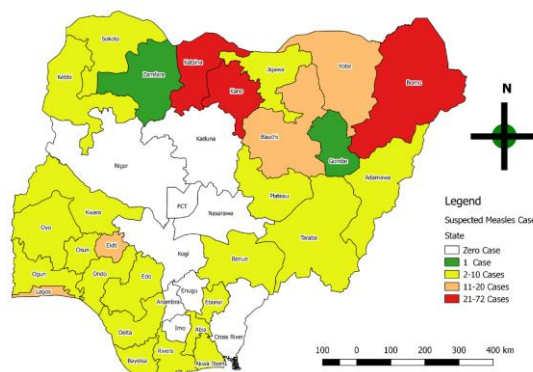 Sokoto
Katsina
Kebbi
Zamfara
Kano
Jigawa
Yobe
Borno
N
Kaduna
Bauchi
Gombe
Niger
Adamawa
Plateau
FCT
Nasarawa
Kwara
Oyo
Taraba
Kogi
Benue
Osun
Ekiti
Ogun
Ondo
Edo
Enugu
Lagos
Anambra
Ebonyi
Imo
Abia
Cross River
Delta
Rivers
Akwa Ibom
Bayelsa
Legend
Suspected Measles Case
State
Zero Case
1 Case
2-10 Cases
11-20 Cases
21-72 Cases
100 0 100 200 300 400 km